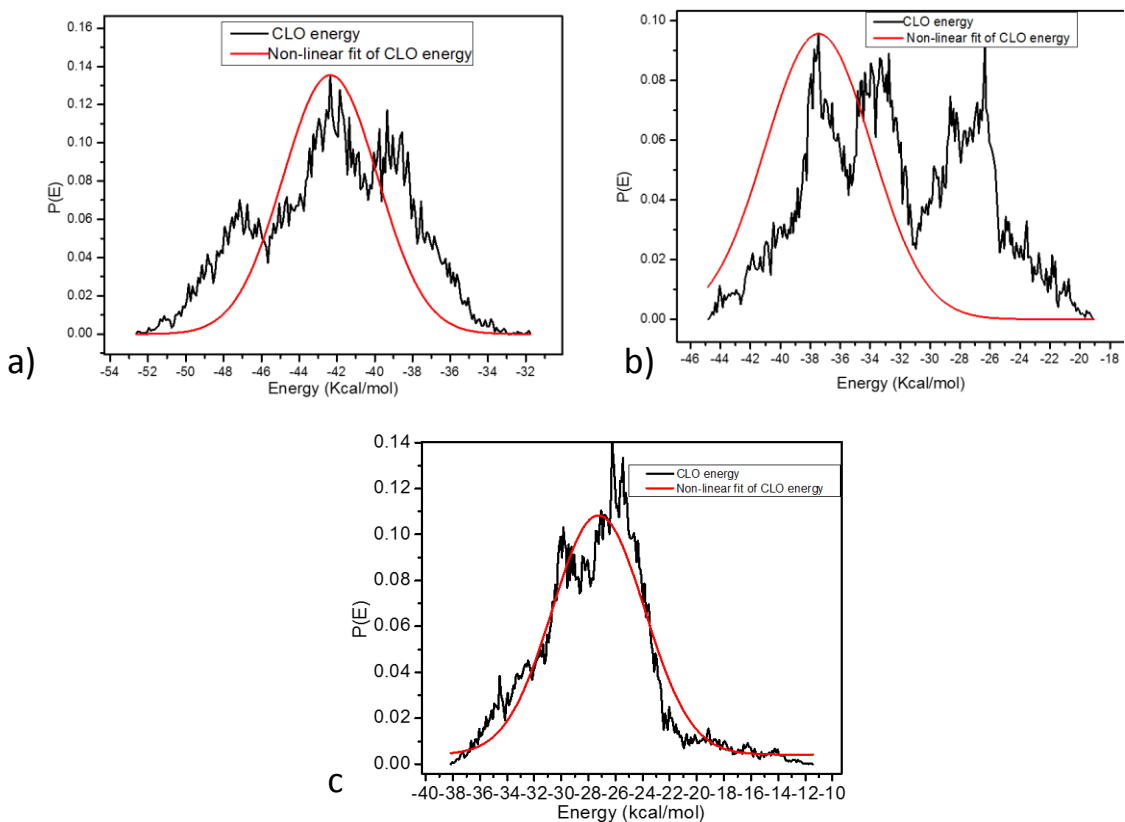 CLO energy
Non-linear fit of CLO energy
0.16
0.14
0.12
0.10
0.08
0.06
0.04
0.02
0.00
P(E)
-54 -52 -50 -48 -46 -44 -42 -40 -38 -36 -34 -32
Energy (Kcal/mol)
a)
CLO energy
Non-linear fit of CLO energy
0.10
0.08
0.06
0.04
0.02
0.00
P(E)
-46 -44 -42 -40 -38 -36 -34 -32 -30 -28 -26 -24 -22 -20 -18
Energy (Kcal/mol)
b)
CLO energy
Non-linear fit of CLO energy
0.14
0.12
0.10
0.08
0.06
0.04
0.02
0.00
P(E)
-40-38-36-34-32-30-28-26-24-22-20-18-16-14-12-10
Energy (kcal/mol)
c